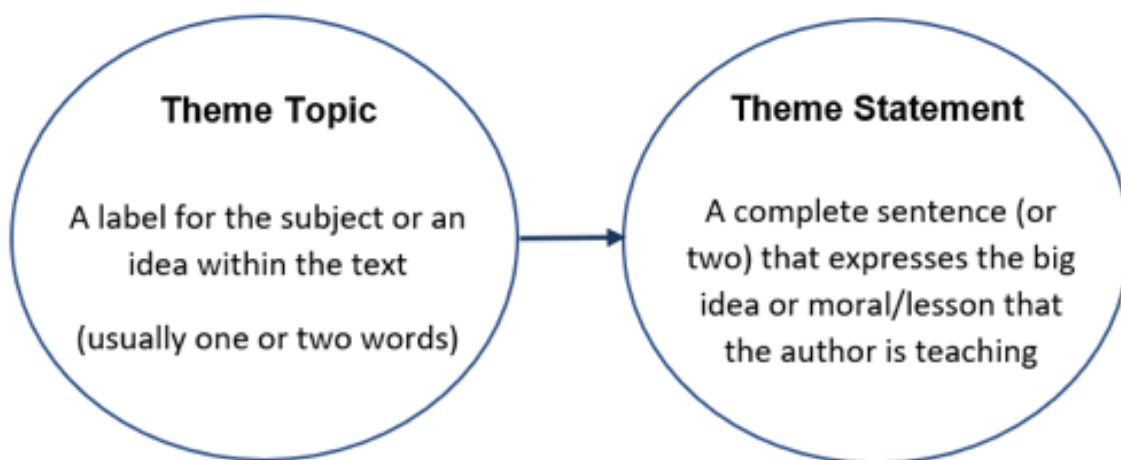 Theme Topic
A label for the subject or an
idea within the text
(usually one or two words)
Theme Statement
A complete sentence (or
two) that expresses the big
idea or moral/lesson that
the author is teaching